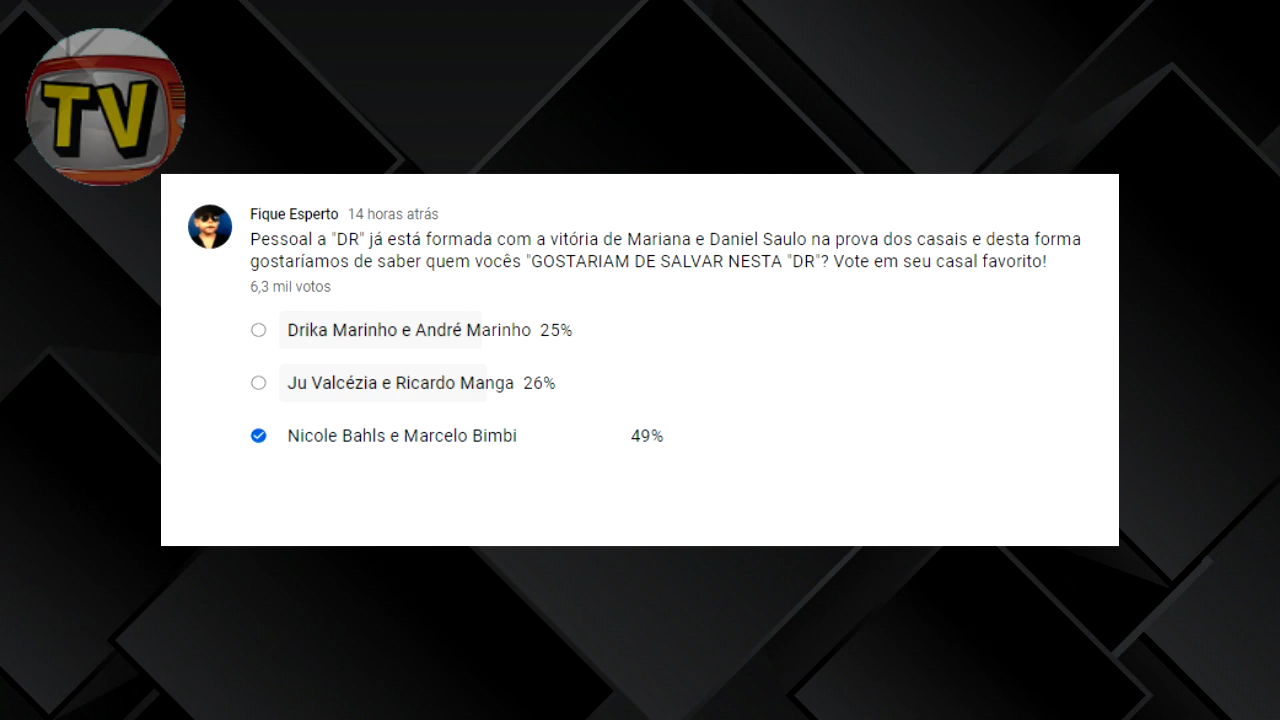 TV
Fique Esperto 14 horas atrás
Pessoal a "DR" já está formada com a vitória de Mariana e Daniel Saulo na prova dos casais e desta forma
gostaríamos de saber quem vocês "GOSTARIAM DE SALVAR NESTA "DR"? Vote em seu casal favorito!
6,3 mil votos
Drika Marinho e André Marinho 25%
Ju Valcézia e Ricardo Manga 26%
Nicole Bahls e Marcelo Bimbi 49%